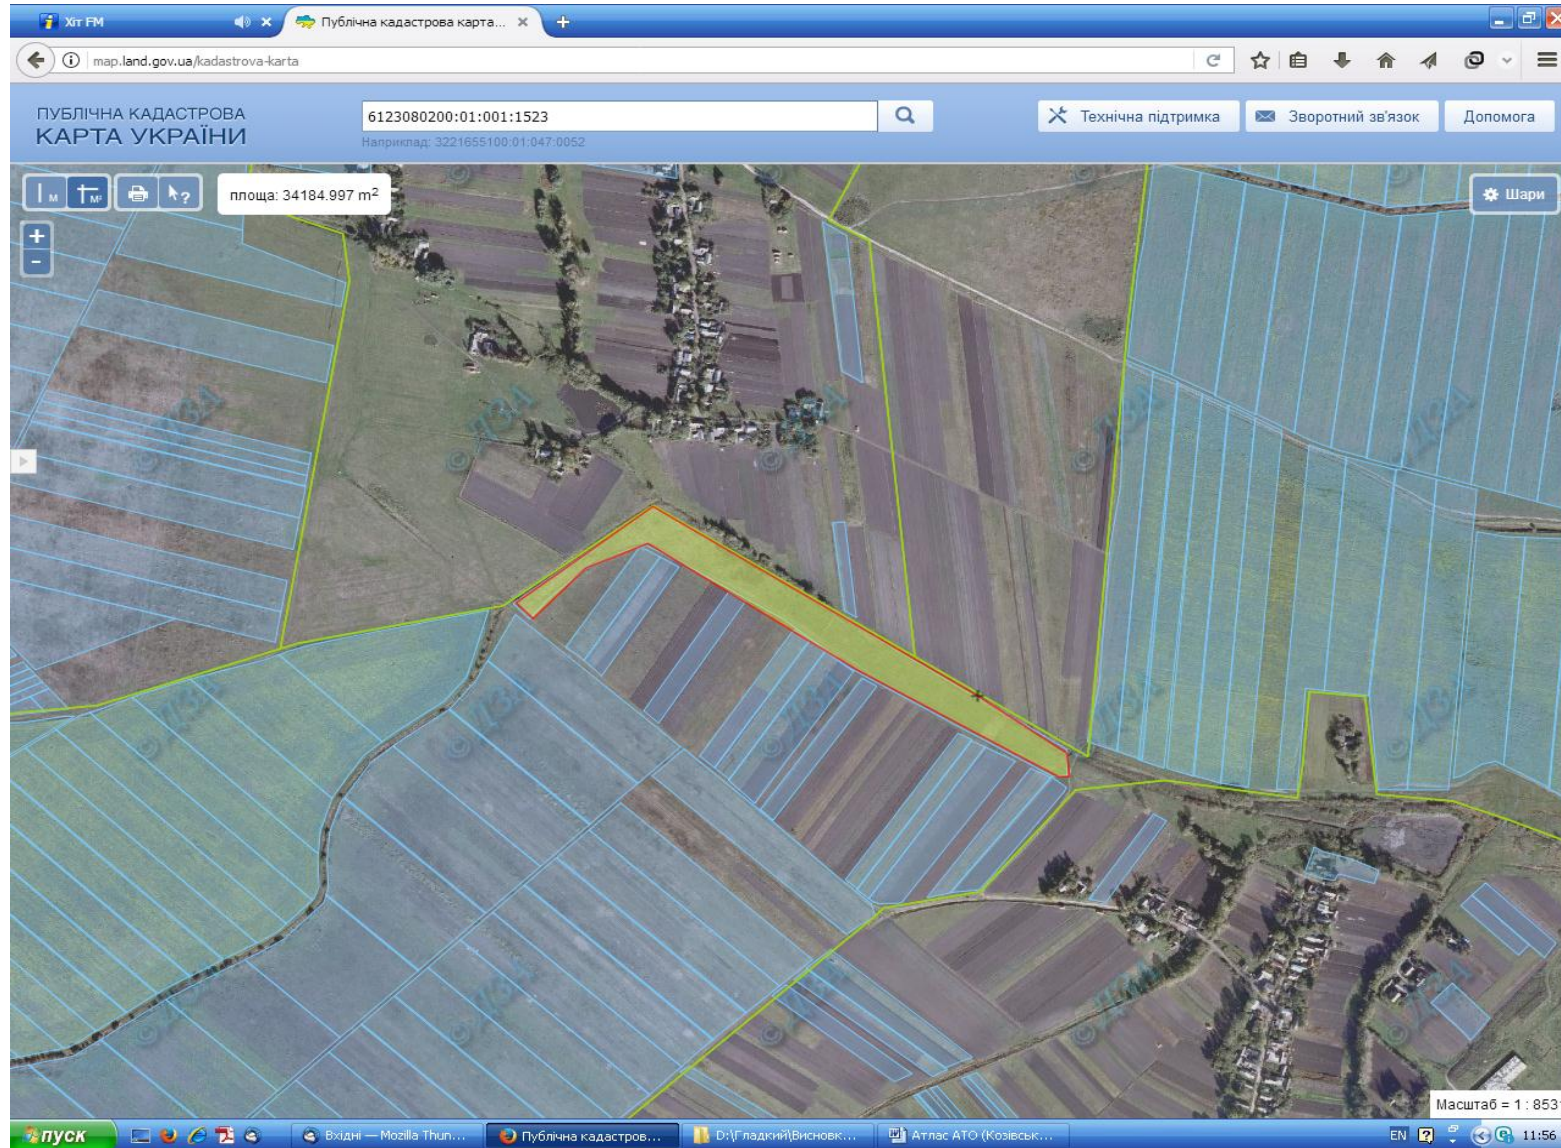 Хіт FM
Публічна кадастрова карта...
map.land.gov.ua/kadastrova-karta
ПУБЛІЧНА КАДАСТРОВА
КАРТА УКРАЇНИ
6123080200:01:001:1523
Наприклад: 3221655100:01:047:0052
Технічна підтримка
Зворотний зв'язок
Допомога
м
м²
площа: 34184.997 m²
Шари
© ДЗА
Масштаб = 1 : 853
пуск
Вхідні — Mozilla Thun...
Публічна кадастров...
D:\Гладкий\Висновк...
Атлас АТО (Козівськ...
EN
11:56